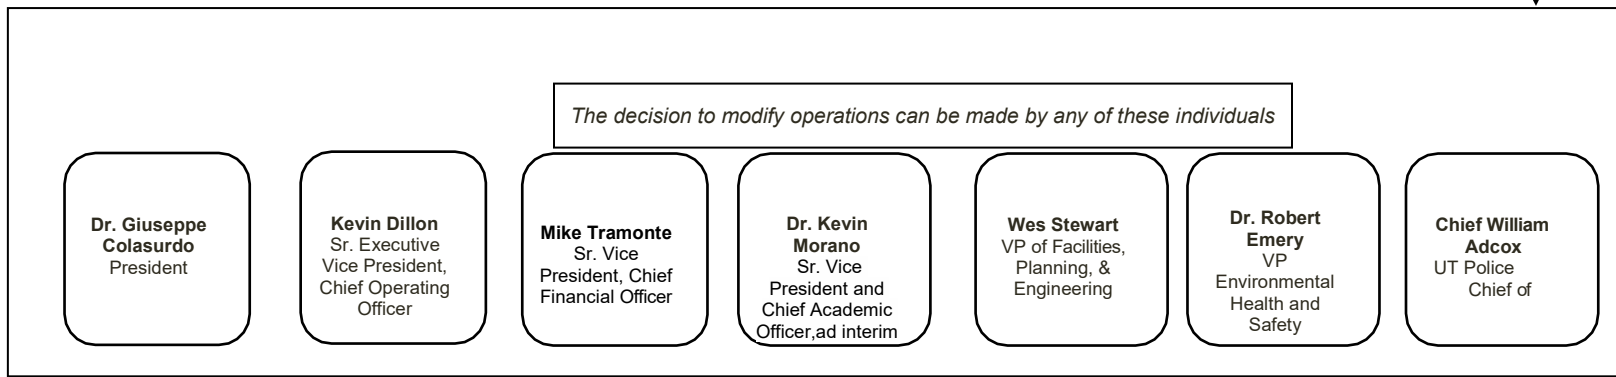 The decision to modify operations can be made by any of these individuals
Dr. Giuseppe
Colasurdo
President
Kevin Dillon
Sr. Executive
Vice President,
Chief Operating
Officer
Mike Tramonte
Sr. Vice
President, Chief
Financial Officer
Dr. Kevin
Morano
Sr. Vice
President and
Chief Academic
Officer,ad interim
Wes Stewart
VP of Facilities,
Planning, &
Engineering
Dr. Robert
Emery
VP
Environmental
Health and
Safety
Chief William
Adcox
UT Police
Chief of